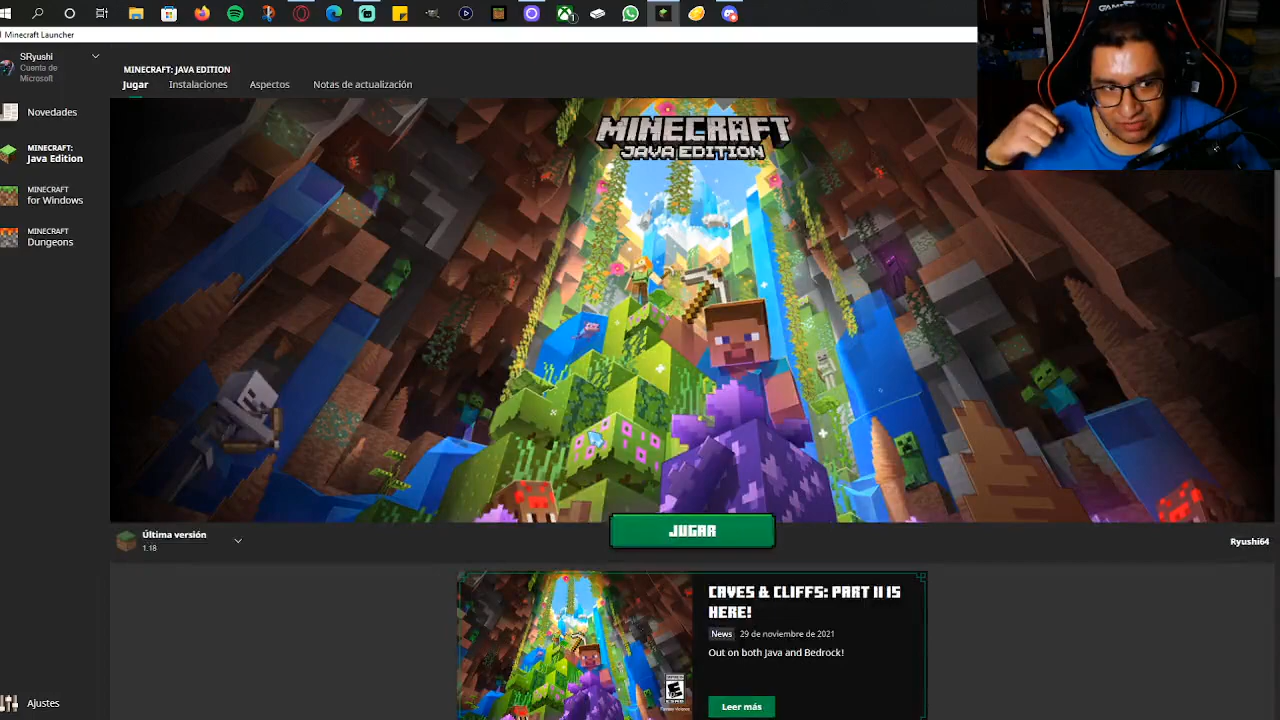 Minecraft Launcher
SRyushi
Cuenta de
Microsoft
MINECRAFT: JAVA EDITION
Jugar
Instalaciones
Aspectos
Notas de actualización
Novedades
MINECRAFT:
Java Edition
MINECRAFT
for Windows
MINECRAFT
Dungeons
Ajustes
MINECRAFT
JAVA EDITION
Última versión
1.18
JUGAR
Ryushi64
CAVES & CLIFFS: PART II IS
HERE!
News
29 de noviembre de 2021
Out on both Java and Bedrock!
Leer más